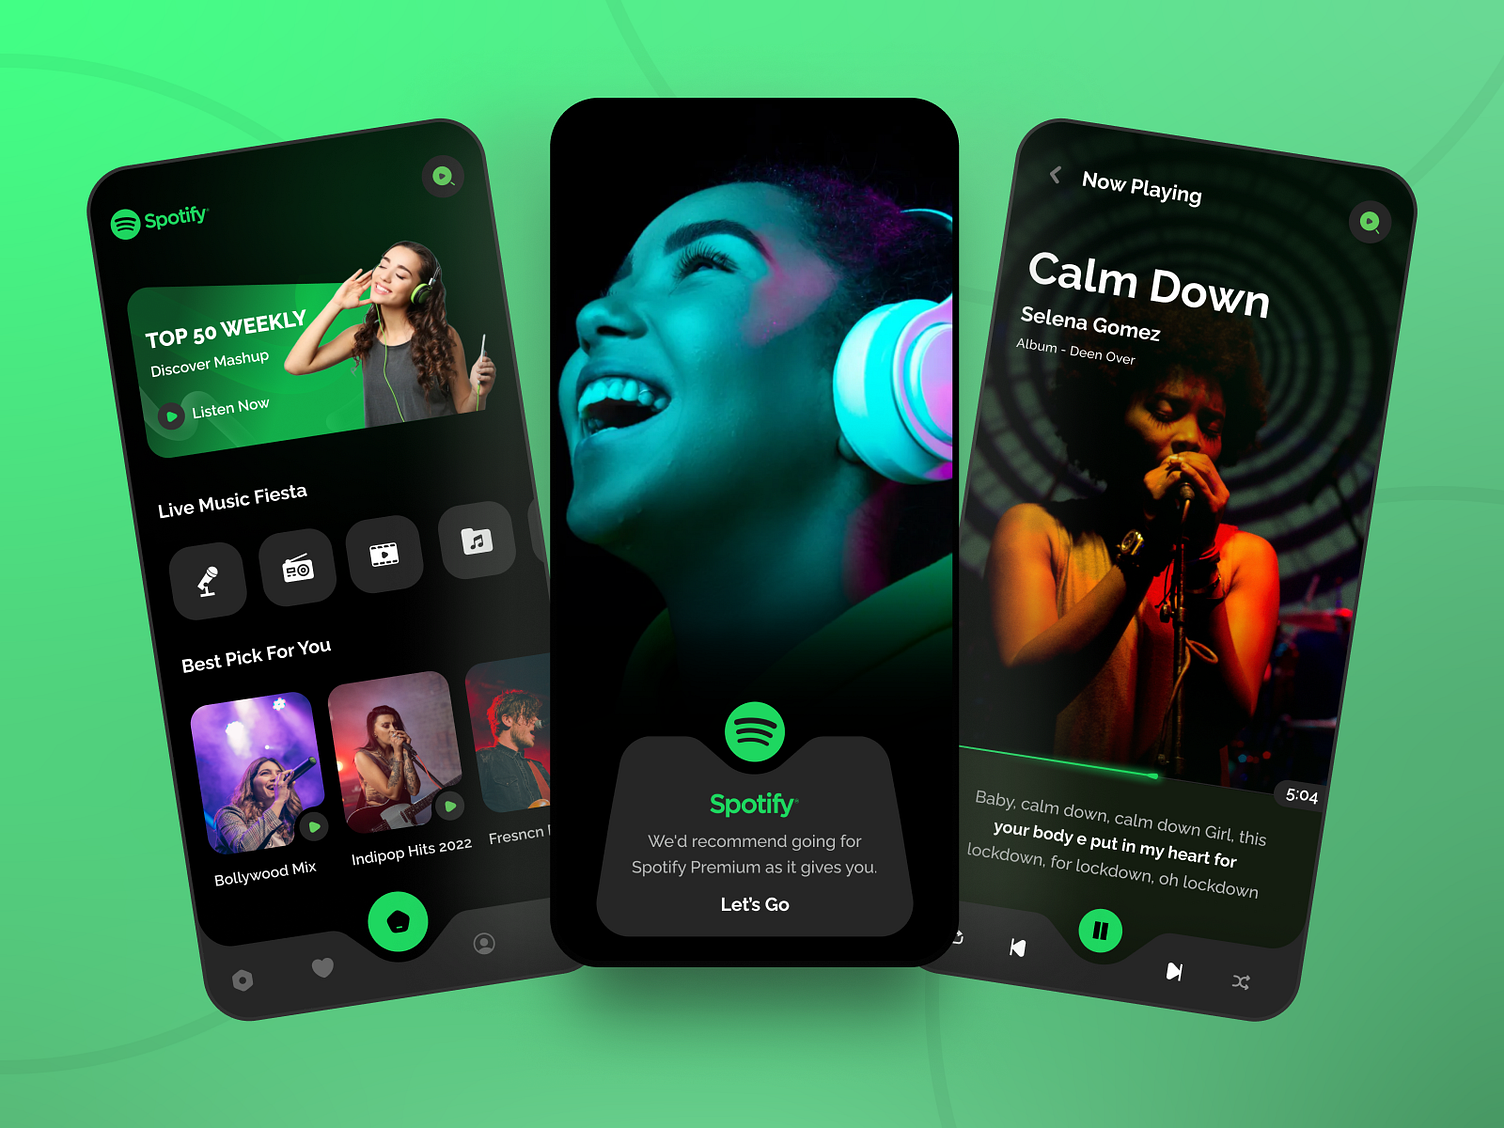 Spotify
TOP 50 WEEKLY
Discover Mashup
Listen Now
Live Music Fiesta
Best Pick For You
Bollywood Mix
Indipop Hits 2022
Fresncn
Spotify
We'd recommend going for
Spotify Premium as it gives you.
Let's Go
Now Playing
Calm Down
Selena Gomez
Album - Deen Over
5:04
Baby, calm down, calm down Girl, this
your body e put in my heart for
lockdown, for lockdown, oh lockdown